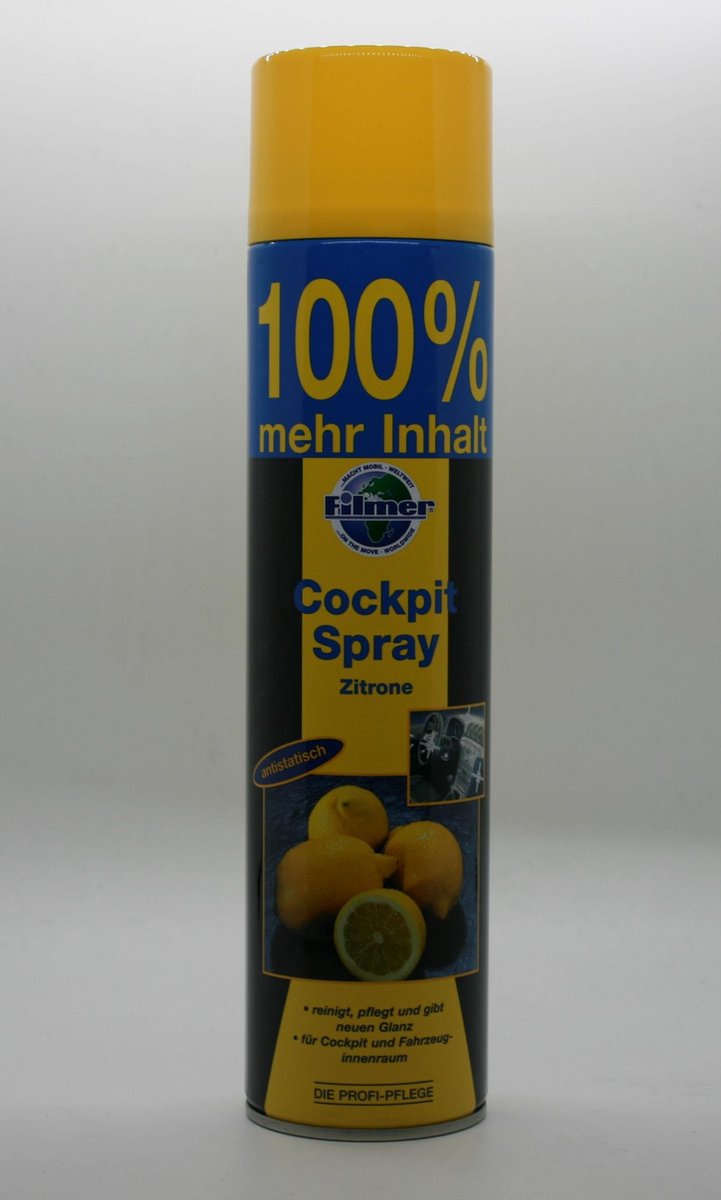 100%
mehr Inhalt
...MACHT MOBIL · WELTWEIT
Filmer®
...ON THE MOVE · WORLDWIDE
Cockpit
Spray
Zitrone
antistatisch
• reinigt, pflegt und gibt
neuen Glanz
• für Cockpit und Fahrzeug-
innenraum
DIE PROFI-PFLEGE